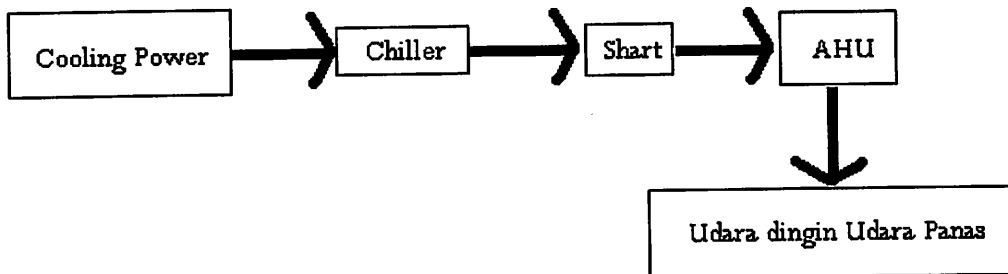 Cooling Power
Chiller
Shart
AHU
Udara dingin Udara Panas